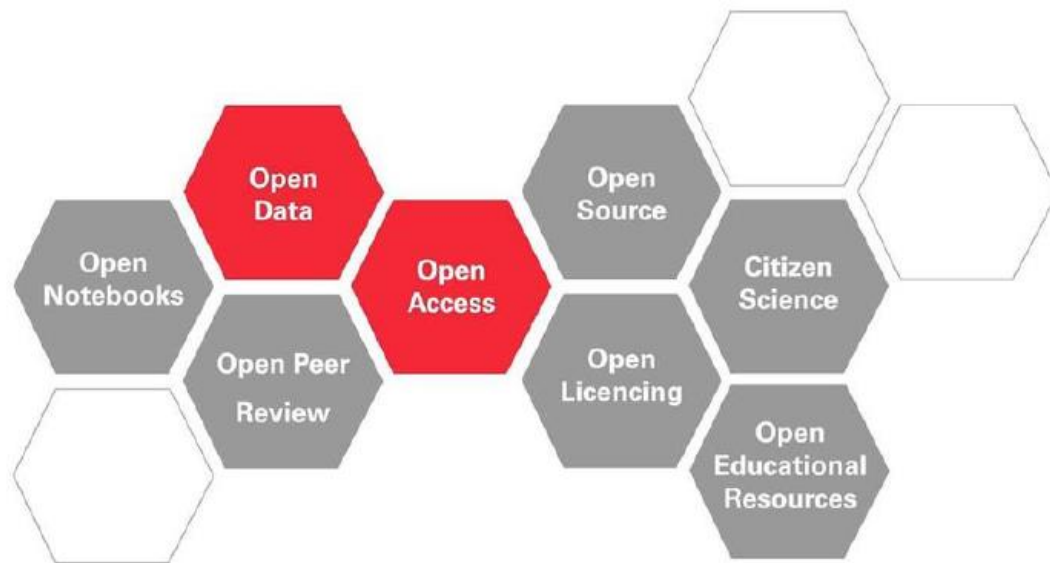 Open
Data
Open
Source
Open
Notebooks
Open
Access
Citizen
Science
Open Peer
Review
Open
Licencing
Open
Educational
Resources